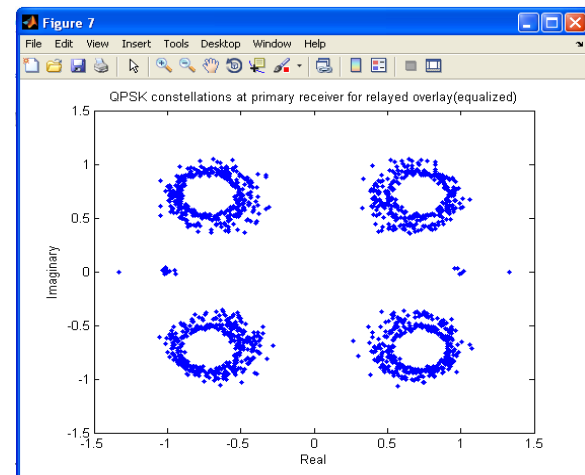 Figure 7
File Edit View Insert Tools Desktop Window Help
QPSK constellations at primary receiver for relayed overlay(equalized)
1.5
1
0.5
0
-0.5
-1
-1.5
Imaginary
-1.5 -1 -0.5 0 0.5 1 1.5
Real